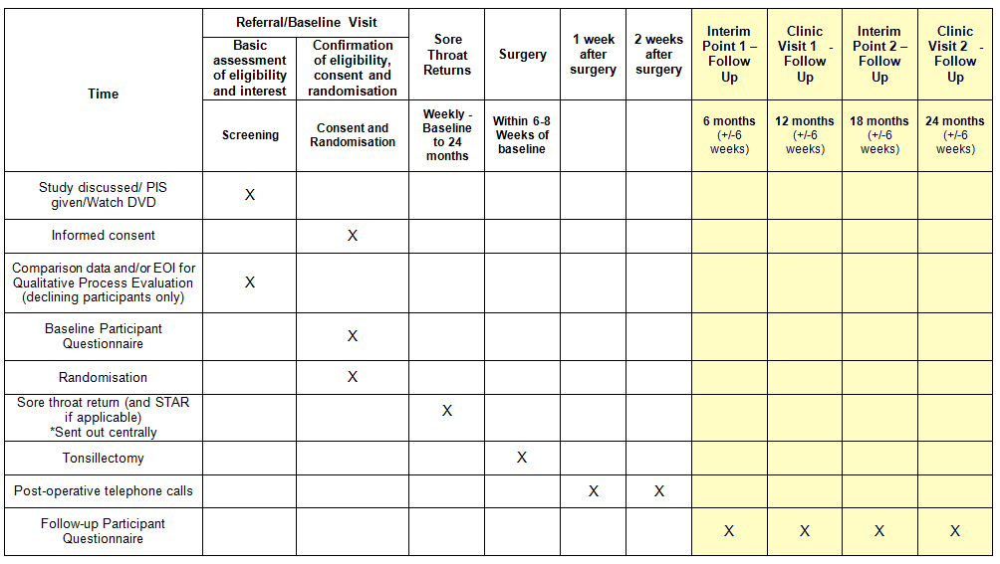 Time
Referral/Baseline Visit
Basic
assessment
of eligibility
and interest
Confirmation
of eligibility,
consent and
randomisation
Sore
Throat
Returns
Surgery
1 week
after
surgery
2 weeks
after
surgery
Interim
Point 1 –
Follow
Up
Clinic
Visit 1 -
Follow
Up
Interim
Point 2 –
Follow
Up
Clinic
Visit 2 -
Follow
Up
Screening
Consent and
Randomisation
Weekly -
Baseline
to 24
months
Within 6-8
Weeks of
baseline
6 months
(+/-6
weeks)
12 months
(+/-6
weeks)
18 months
(+/-6
weeks)
24 months
(+/-6
weeks)
Study discussed/ PIS
given/Watch DVD
X
Informed consent
X
Comparison data and/or EOI for
Qualitative Process Evaluation
(declining participants only)
X
Baseline Participant
Questionnaire
X
Randomisation
X
Sore throat return (and STAR
if applicable)
*Sent out centrally
X
Tonsillectomy
X
Post-operative telephone calls
X X
Follow-up Participant
Questionnaire
X X X X